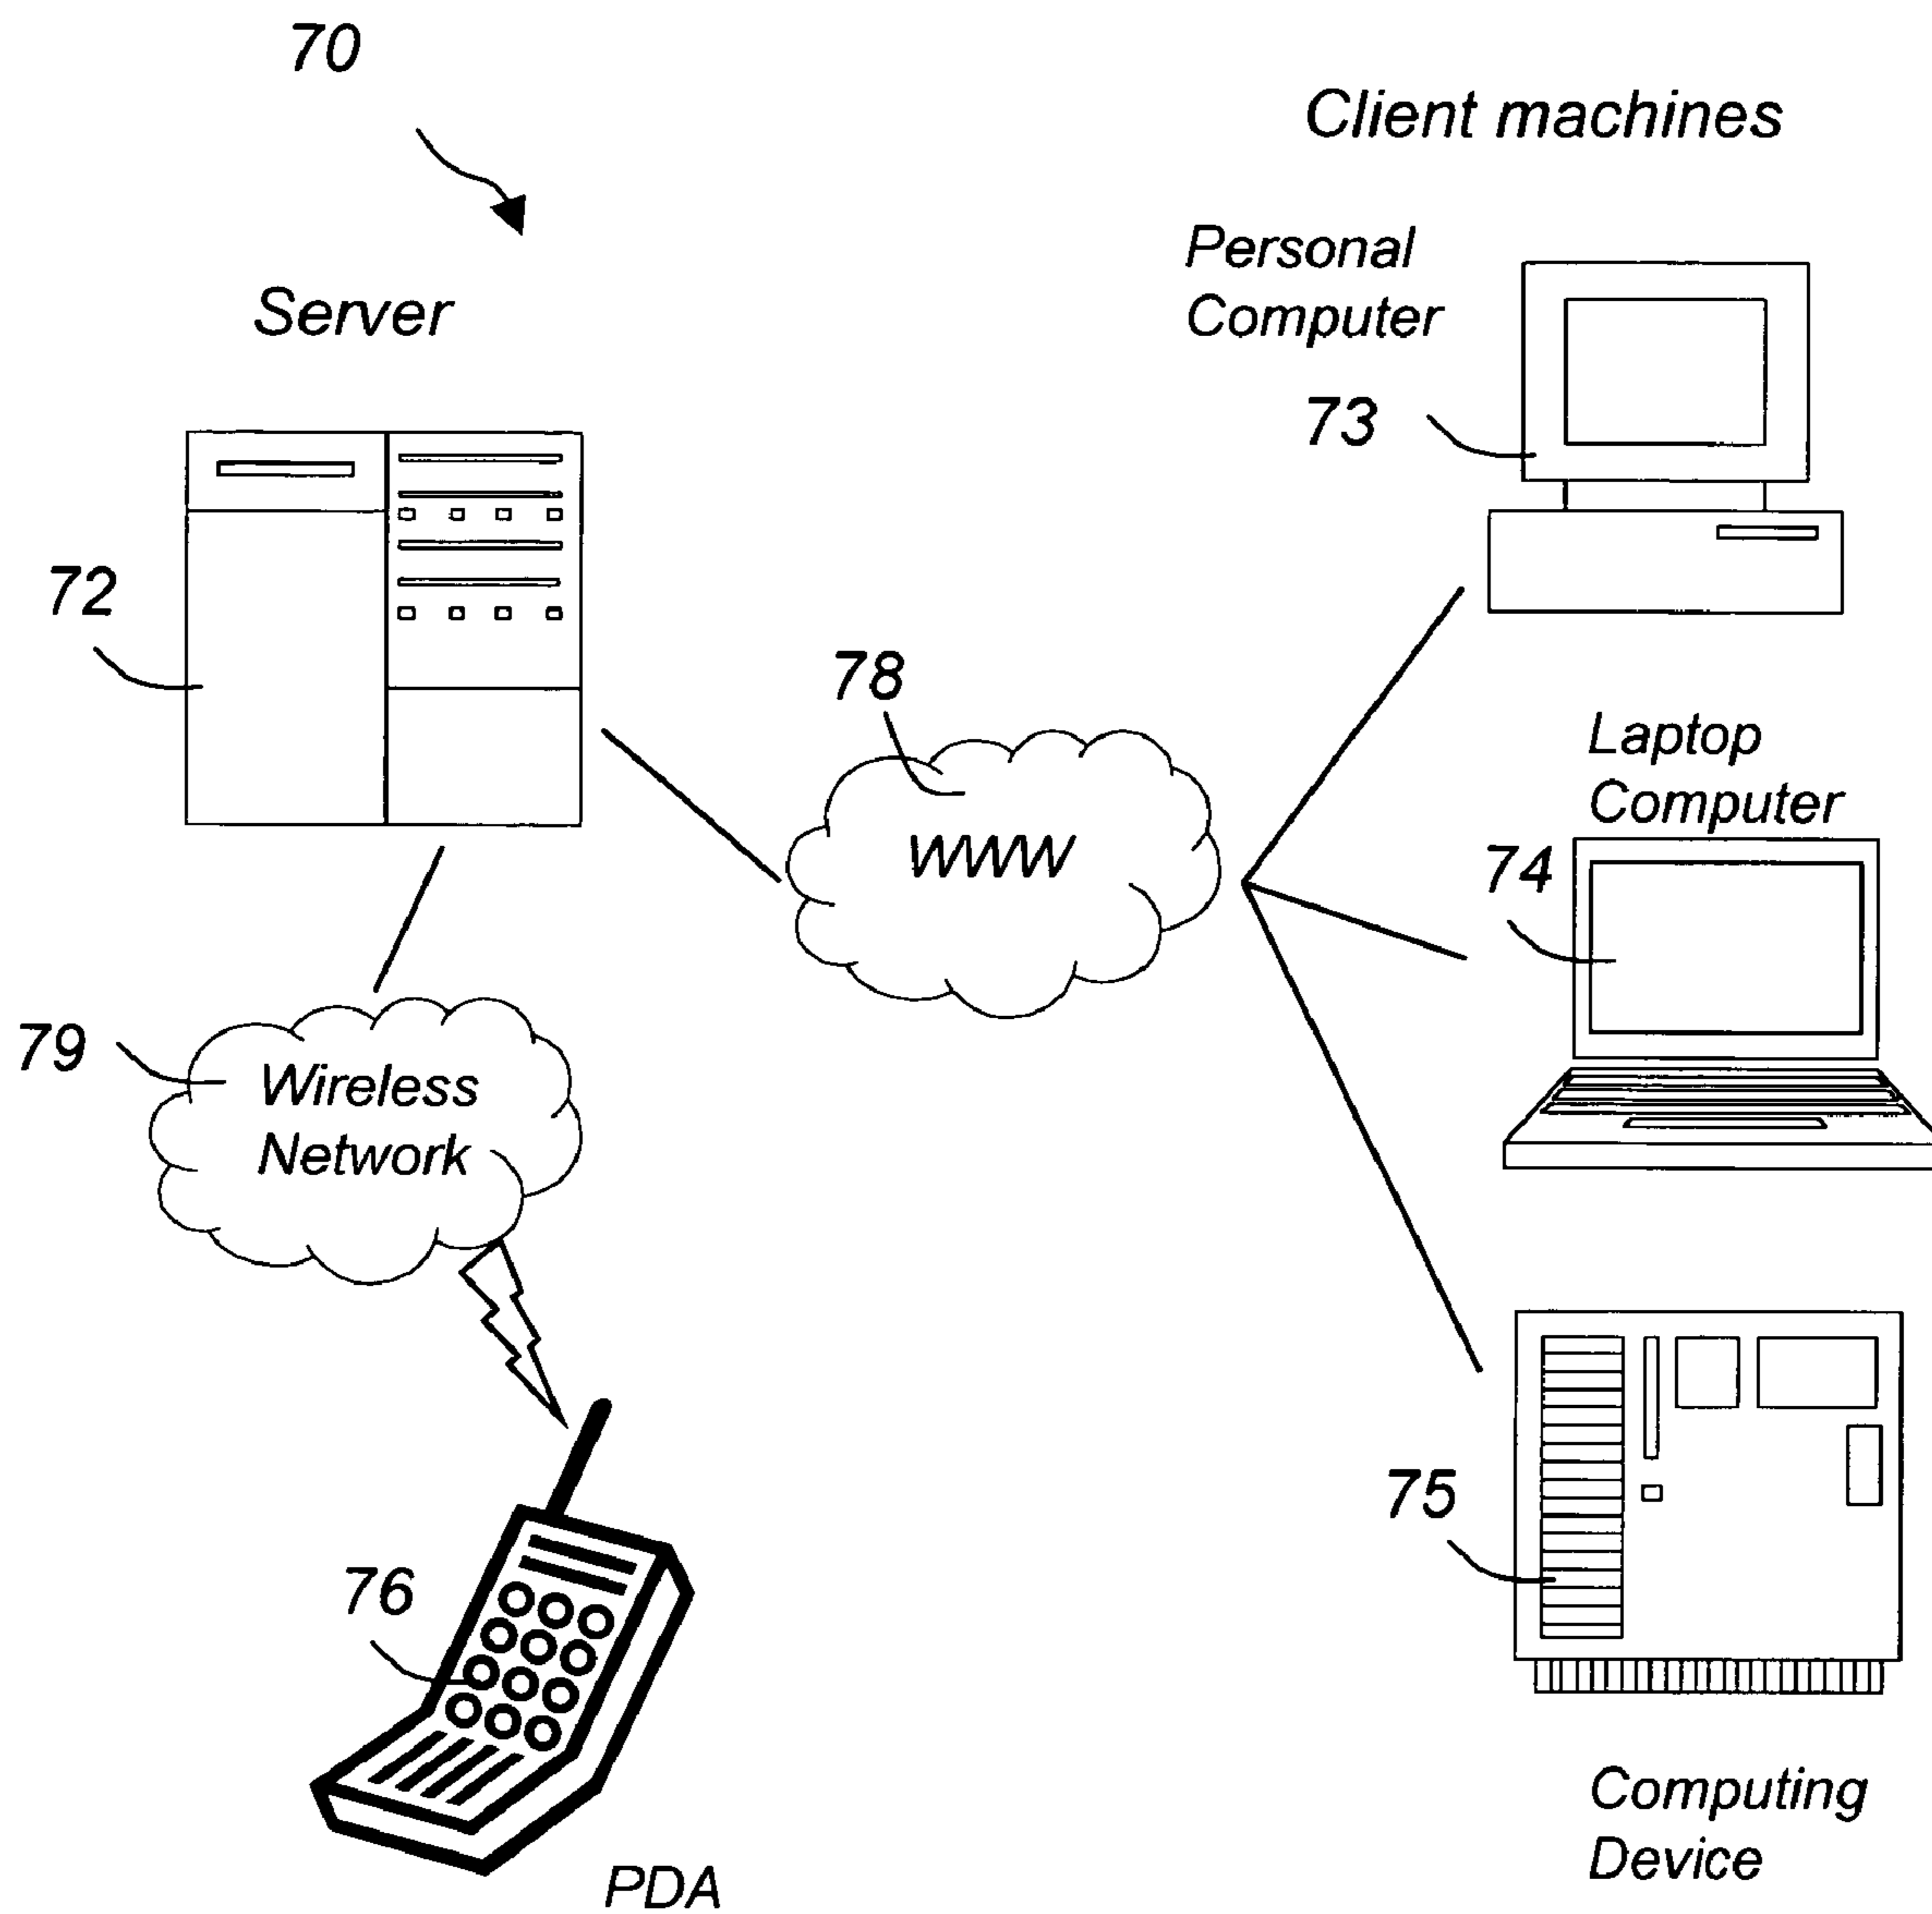 70
Client machines
Personal
Computer
Server
73
72
78
Laptop
Computer
WWW
74
79
Wireless
Network
75
76
Computing
Device
PDA